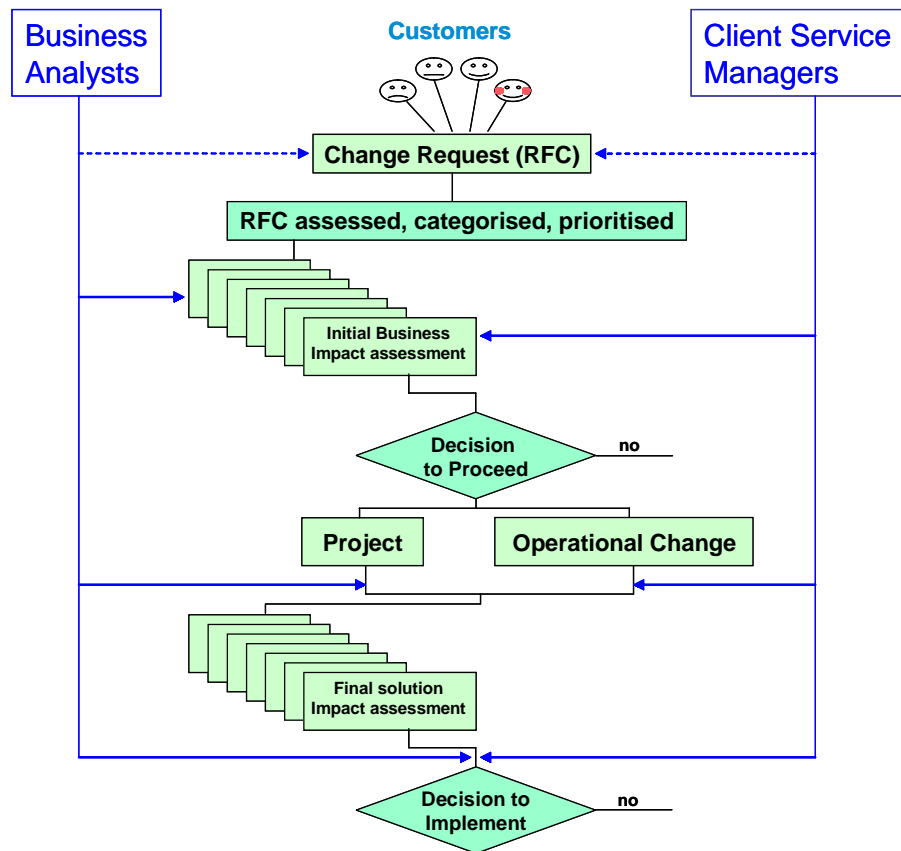 Business
Analysts
Customers
Client Service
Managers
Change Request (RFC)
RFC assessed, categorised, prioritised
Initial Business
Impact assessment
Decision
to Proceed
no
Project
Operational Change
Final solution
Impact assessment
Decision to
Implement
no